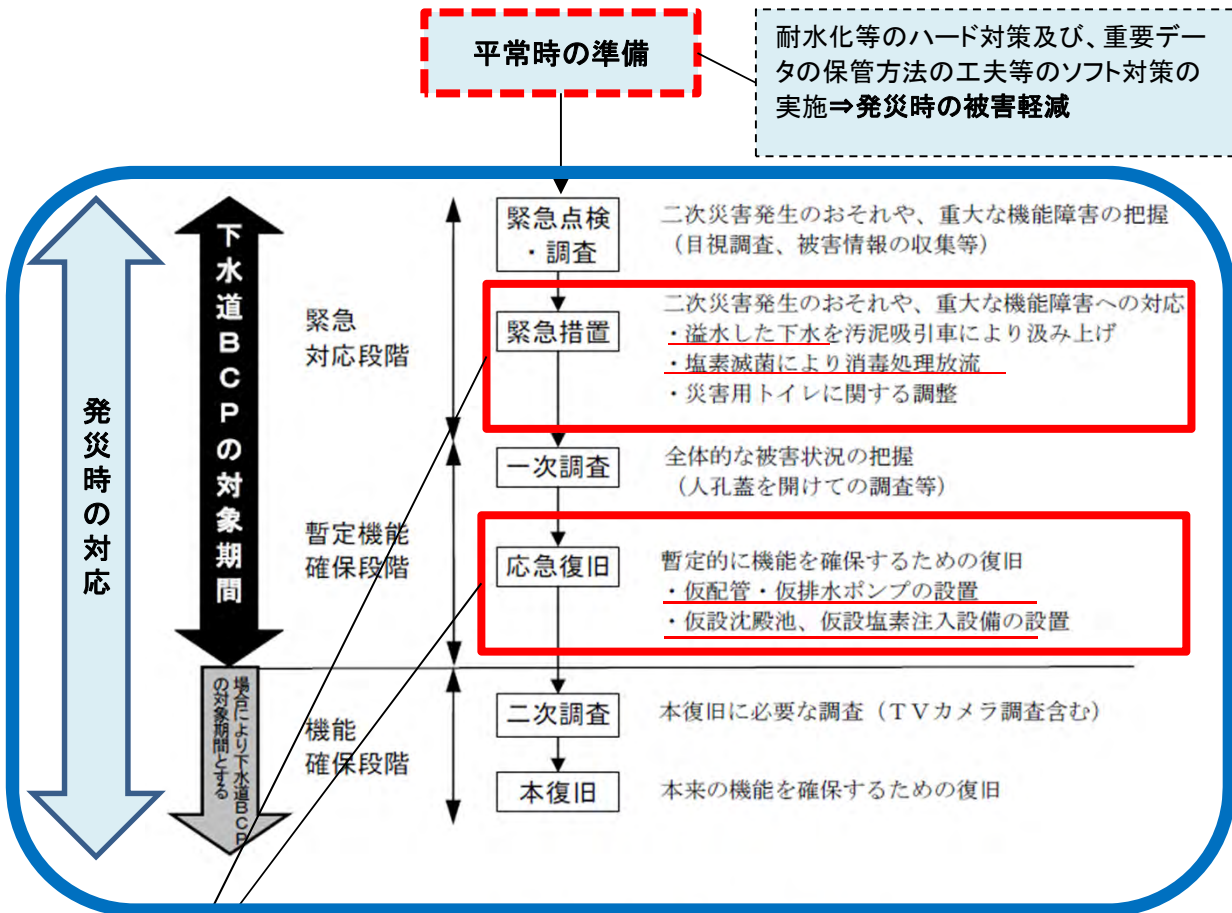 平常時の準備
耐水化等のハード対策及び、重要デー
タの保管方法の工夫等のソフト対策の
実施⇒発災時の被害軽減
発災時の対応
下水道BCPの対象期間
場合により下水道BCP
の対象期間とする
緊急
対応段階
緊急点検
・調査
二次災害発生のおそれや、重大な機能障害の把握
（目視調査、被害情報の収集等）
緊急措置
二次災害発生のおそれや、重大な機能障害への対応
・溢水した下水を汚泥吸引車により汲み上げ
・塩素滅菌により消毒処理放流
・災害用トイレに関する調整
暫定機能
確保段階
一次調査
全体的な被害状況の把握
（人孔蓋を開けての調査等）
応急復旧
暫定的に機能を確保するための復旧
・仮配管・仮排水ポンプの設置
・仮設沈殿池、仮設塩素注入設備の設置
機能
確保段階
二次調査
本復旧に必要な調査（TVカメラ調査含む）
本復旧
本来の機能を確保するための復旧